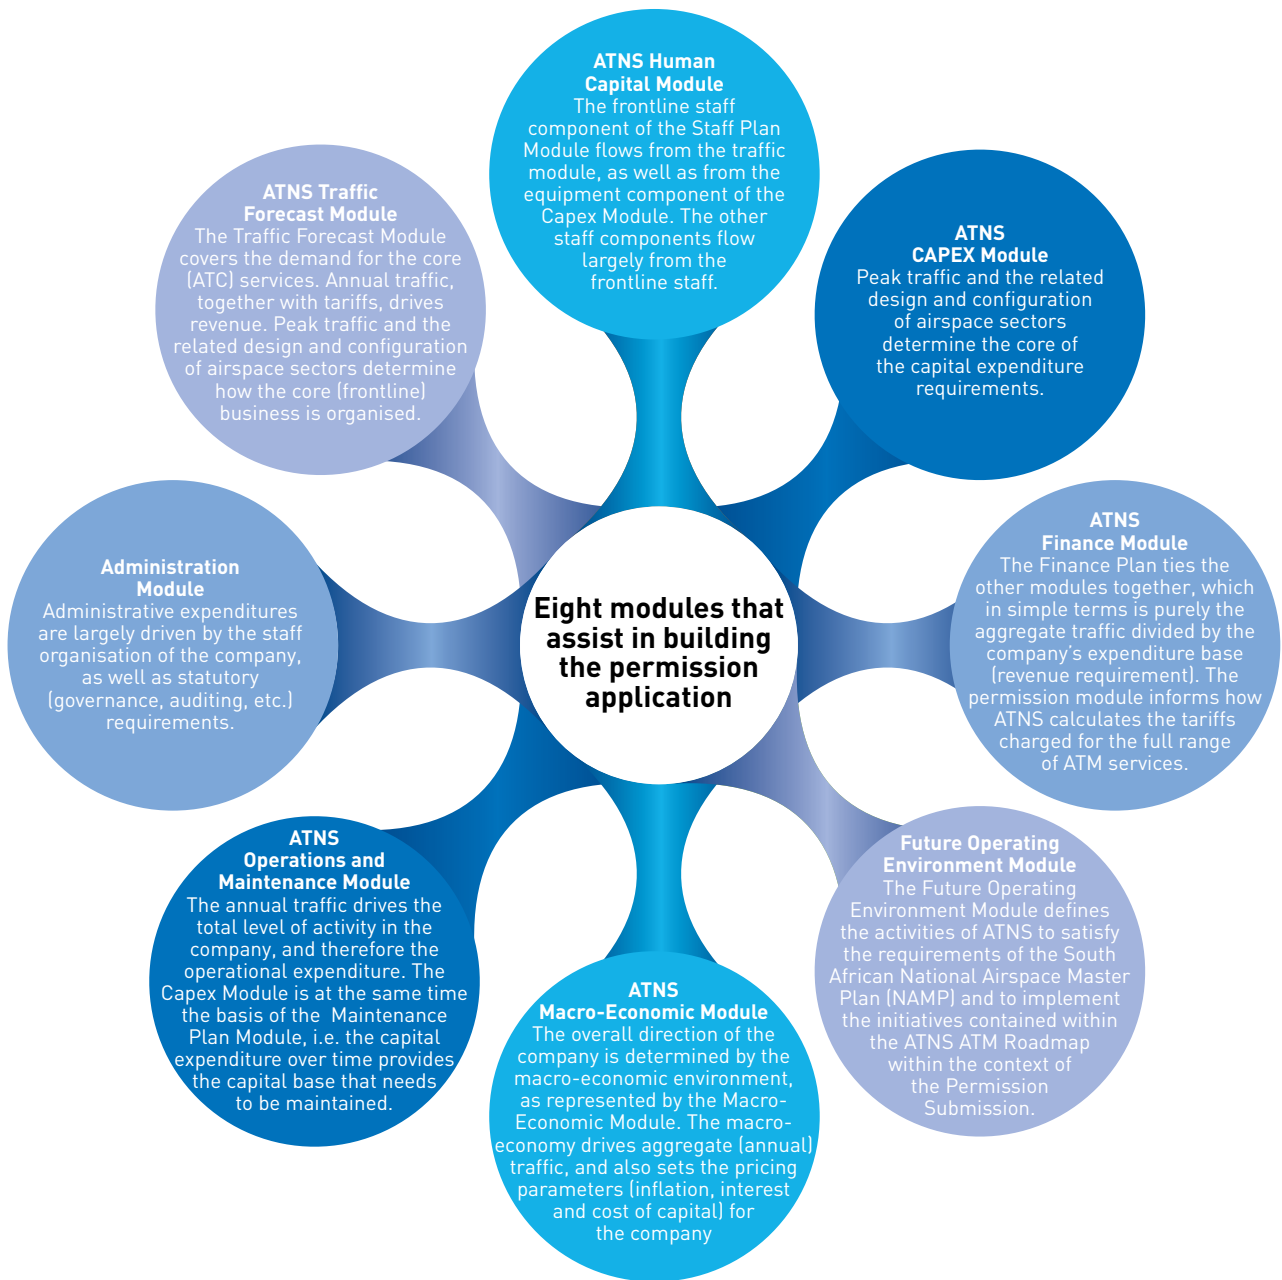 ATNS Human
Capital Module
The frontline staff
component of the Staff Plan
Module flows from the traffic
module, as well as from the
equipment component of the
Capex Module. The other
staff components flow
largely from the
frontline staff.
ATNS
CAPEX Module
Peak traffic and the related
design and configuration
of airspace sectors
determine the core of
the capital expenditure
requirements.
ATNS
Finance Module
The Finance Plan ties the
other modules together, which
in simple terms is purely the
aggregate traffic divided by the
company's expenditure base
(revenue requirement). The
permission module informs how
ATNS calculates the tariffs
charged for the full range
of ATM services.
Future Operating
Environment Module
The Future Operating
Environment Module defines
the activities of ATNS to satisfy
the requirements of the South
African National Airspace Master
Plan (NAMP) and to implement
the initiatives contained within
the ATNS ATM Roadmap
within the context of
the Permission
Submission.
ATNS
Macro-Economic Module
The overall direction of the
company is determined by the
macro-economic environment,
as represented by the Macro-
Economic Module. The macro-
economy drives aggregate (annual)
traffic, and also sets the pricing
parameters (inflation, interest
and cost of capital) for
the company
ATNS
Operations and
Maintenance Module
The annual traffic drives the
total level of activity in the
company, and therefore the
operational expenditure. The
Capex Module is at the same time
the basis of the  Maintenance
Plan Module, i.e. the capital
expenditure over time provides
the capital base that needs
to be maintained.
Administration
Module
Administrative expenditures
are largely driven by the staff
organisation of the company,
as well as statutory
(governance, auditing, etc.)
requirements.
ATNS Traffic
Forecast Module
The Traffic Forecast Module
covers the demand for the core
(ATC) services. Annual traffic,
together with tariffs, drives
revenue. Peak traffic and the
related design and configuration
of airspace sectors determine
how the core (frontline)
business is organised.
Eight modules that
assist in building
the permission
application